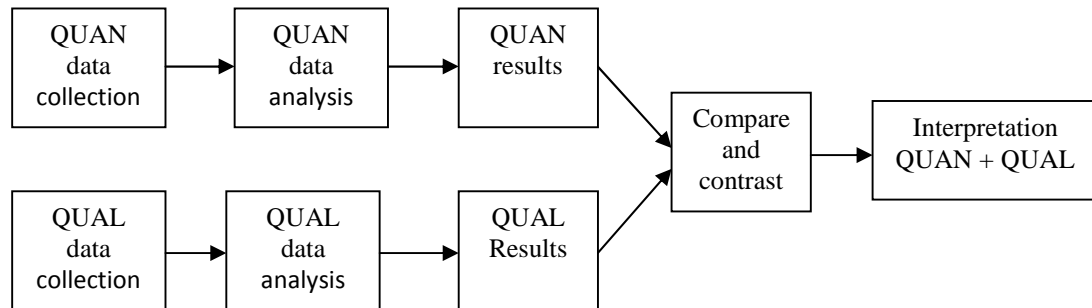 QUAN
data
collection
QUAN
data
analysis
QUAN
results
Compare
and
contrast
Interpretation
QUAN + QUAL
QUAL
data
collection
QUAL
data
analysis
QUAL
Results